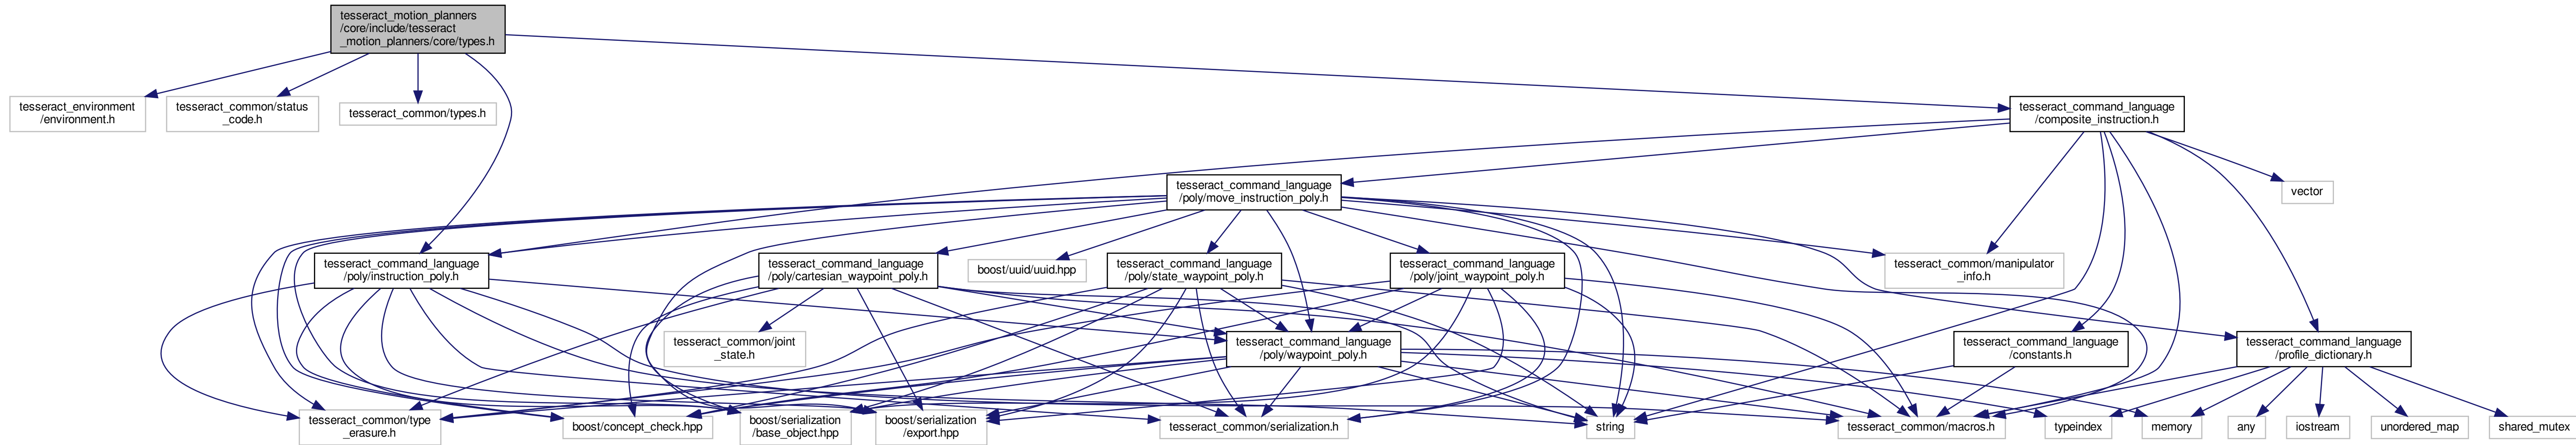 tesseract_motion_planners
/core/include/tesseract
_motion_planners/core/types.h
tesseract_environment
/environment.h
tesseract_common/status
_code.h
tesseract_common/types.h
tesseract_command_language
/composite_instruction.h
tesseract_command_language
/poly/move_instruction_poly.h
vector
tesseract_command_language
/poly/instruction_poly.h
tesseract_command_language
/poly/cartesian_waypoint_poly.h
boost/uuid/uuid.hpp
tesseract_command_language
/poly/state_waypoint_poly.h
tesseract_command_language
/poly/joint_waypoint_poly.h
tesseract_common/manipulator
_info.h
tesseract_common/joint
_state.h
tesseract_command_language
/poly/waypoint_poly.h
tesseract_command_language
/constants.h
tesseract_command_language
/profile_dictionary.h
tesseract_common/type
_erasure.h
boost/concept_check.hpp
boost/serialization
/base_object.hpp
boost/serialization
/export.hpp
tesseract_common/serialization.h
string
tesseract_common/macros.h
typeindex
memory
any
iostream
unordered_map
shared_mutex